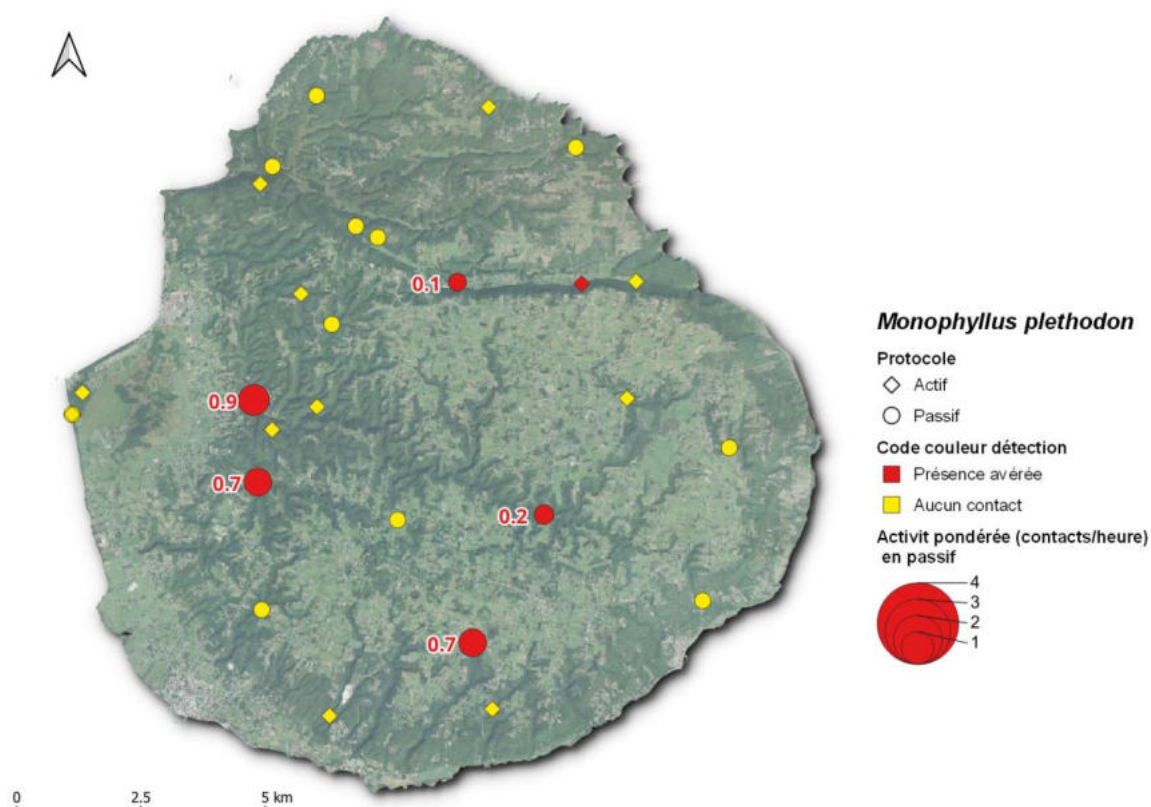 0.1
0.9
0.7
0.2
0.7
Monophyllus plethodon
Protocole
Actif
Passif
Code couleur détection
Présence avérée
Aucun contact
Activit pondérée (contacts/heure)
en passif
4
3
2
1
0 2.5 5 km